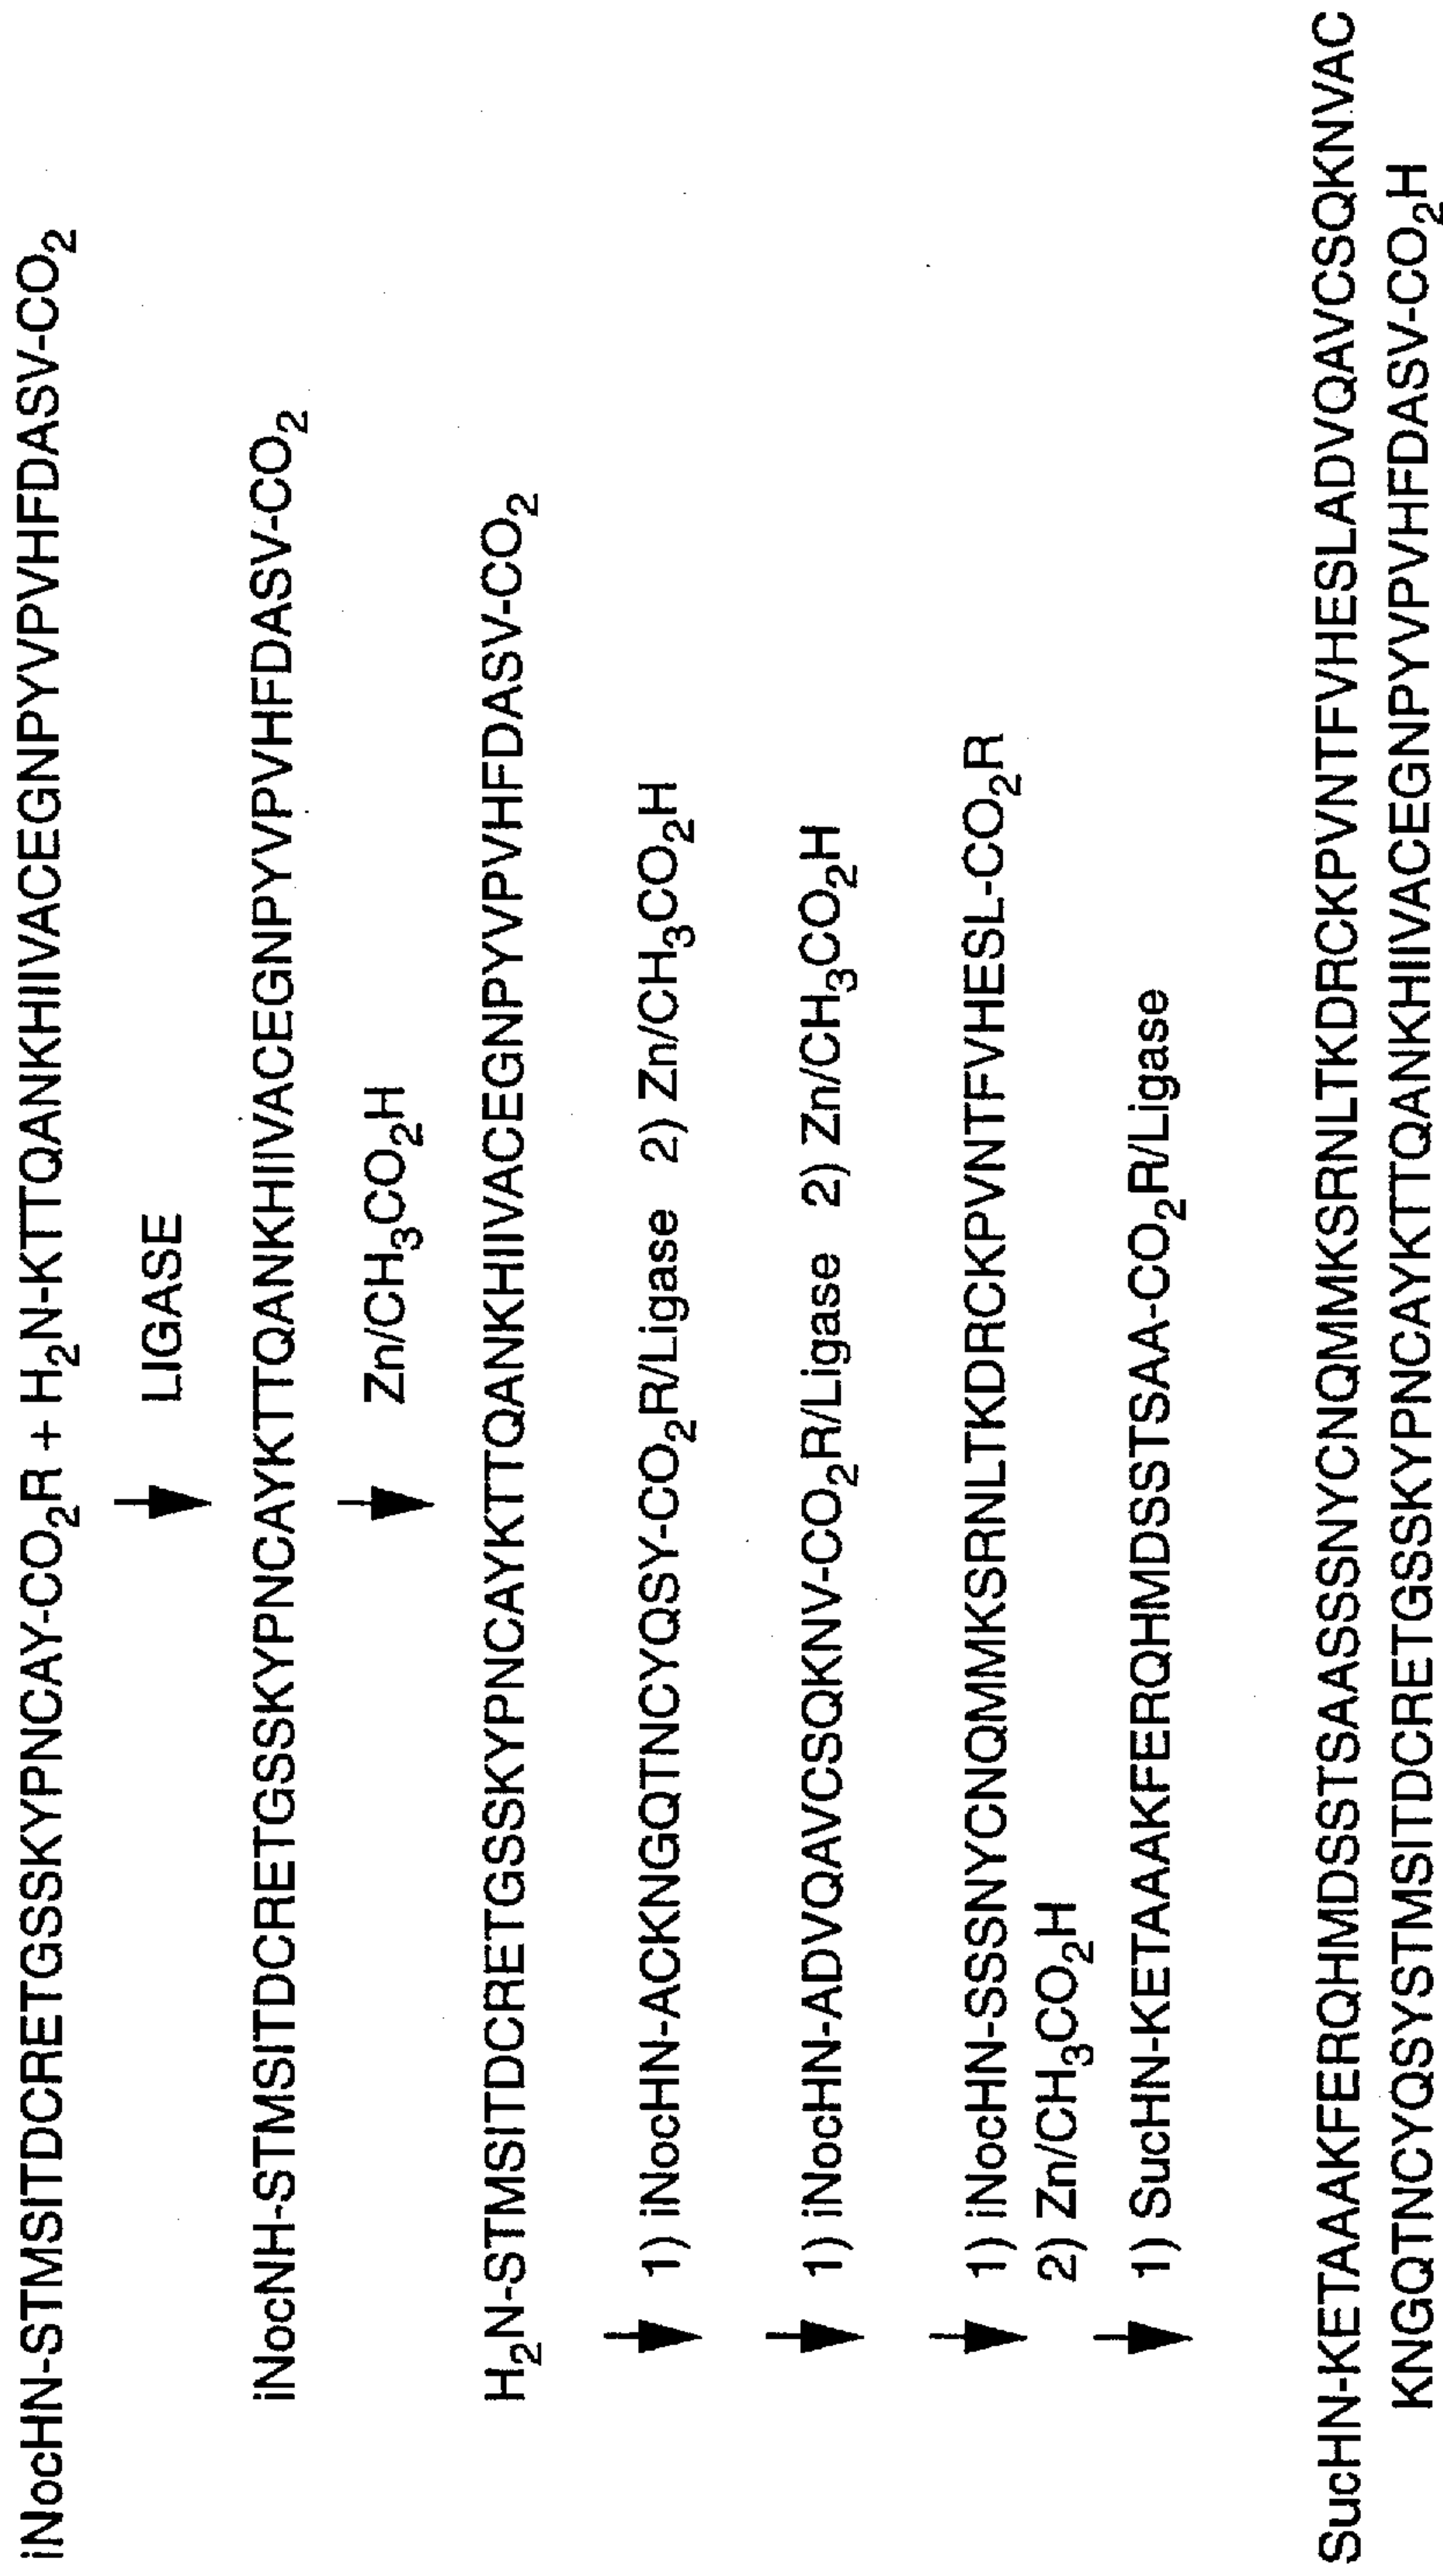 iNocHN-STMSITDCRETGSSKYPNCAY-CO₂R + H₂N-KTTQANKHIIVACEGNPYVPVHFDASV-CO₂
LIGASE
iNocNH-STMSITDCRETGSSKYPNCAYKTTQANKHIIVACEGNPYVPVHFDASV-CO₂
Zn/CH₃CO₂H
H₂N-STMSITDCRETGSSKYPNCAYKTTQANKHIIVACEGNPYVPVHFDASV-CO₂
1) iNocHN-ACKNGQTNCYQSY-CO₂R/Ligase 2) Zn/CH₃CO₂H
1) iNocHN-ADVQAVCSQKNV-CO₂R/Ligase 2) Zn/CH₃CO₂H
1) iNocHN-SSSNYCNQMMKSRNLTKDRCKPVNTFVHESL-CO₂R
2) Zn/CH₃CO₂H
1) SucHN-KETAAAKFERQHMDSSTSAA-CO₂R/Ligase
SucHN-KETAAAKFERQHMDSSTSAASSSNYCNQMMKSRNLTKDRCKPVNTFVHESLADVQAVCSQKNVAC
KNGQTNCYQSYSTMSITDCRETGSSKYPNCAYKTTQANKHIIVACEGNPYVPVHFDASV-CO₂H